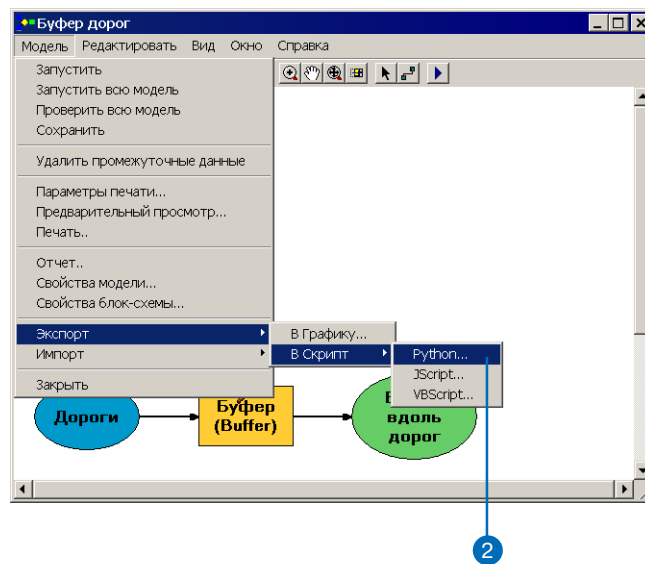 Буфер дорог
Модель Редактировать Вид Окно Справка
Запустить
Запустить всю модель
Проверить всю модель
Сохранить
Удалить промежуточные данные
Параметры печати...
Предварительный просмотр...
Печать..
Отчет..
Свойства модели...
Свойства блок-схемы...
Экспорт
Импорт
Закрыть
В Графику...
В Скрипт
Python...
JScript...
VBScript...
Дороги
Буфер
(Buffer)
вдоль
дорог
2